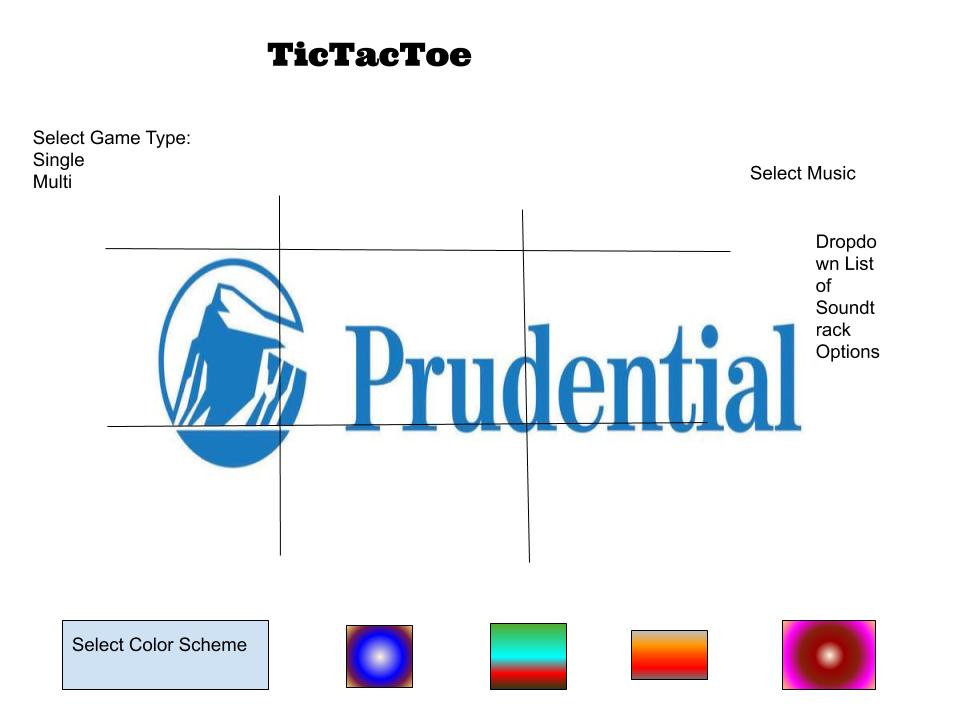 TicTacToe
Select Game Type:
Single
Multi
Select Music
Dropdo
wn List
of
Soundt
rack
Options
Prudential
Select Color Scheme